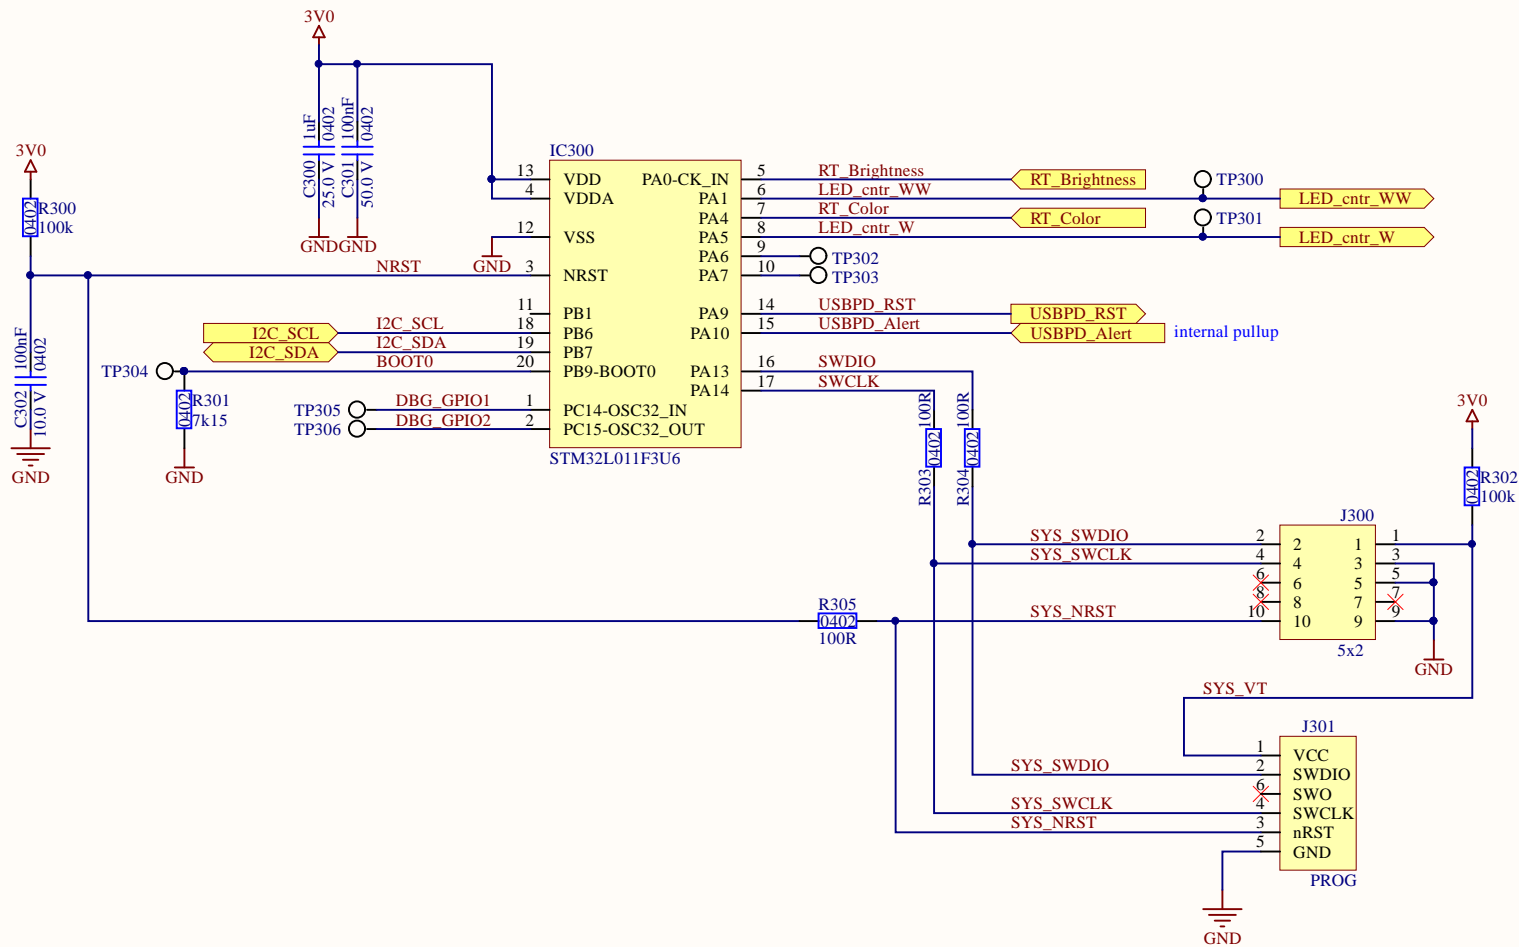 3V0
3V0
R300
0402
100k
C300 1uF
25.0 V 0402
C301 100nF
50.0 V 0402
GND
GND
IC300
13 VDD
4 VDDA
12 VSS
GND
NRST 3 NRST
11 PB1
I2C_SCL I2C_SCL 18 PB6
I2C_SDA I2C_SDA 19 PB7
TP304 BOOT0 20 PB9-BOOT0
R301
0402
7k15
GND
TP305 DBG_GPIO1 1 PC14-OSC32_IN
TP306 DBG_GPIO2 2 PC15-OSC32_OUT
STM32L011F3U6
C302 100nF
10.0 V 0402
GND
PA0-CK_IN 5 RT_Brightness RT_Brightness
PA1 6 LED_cntr_WW TP300 LED_cntr_WW
PA4 7 RT_Color RT_Color
PA5 8 LED_cntr_W TP301 LED_cntr_W
PA6 9 TP302
PA7 10 TP303
PA9 14 USBPD_RST USBPD_RST
PA10 15 USBPD_Alert USBPD_Alert internal pullup
PA13 16 SWDIO
PA14 17 SWCLK
R303 0402 100R
R304 0402 100R
3V0
R302
0402
100k
J300
SYS_SWDIO 2 2 1 1
SYS_SWCLK 4 4 3 3
6 6 5 5
8 8 7 7
SYS_NRST 10 10 9 9
5x2
GND
R305
0402
100R
SYS_VT
J301
1 VCC
SYS_SWDIO 2 SWDIO
6 SWO
SYS_SWCLK 4 SWCLK
SYS_NRST 3 nRST
5 GND
PROG
GND